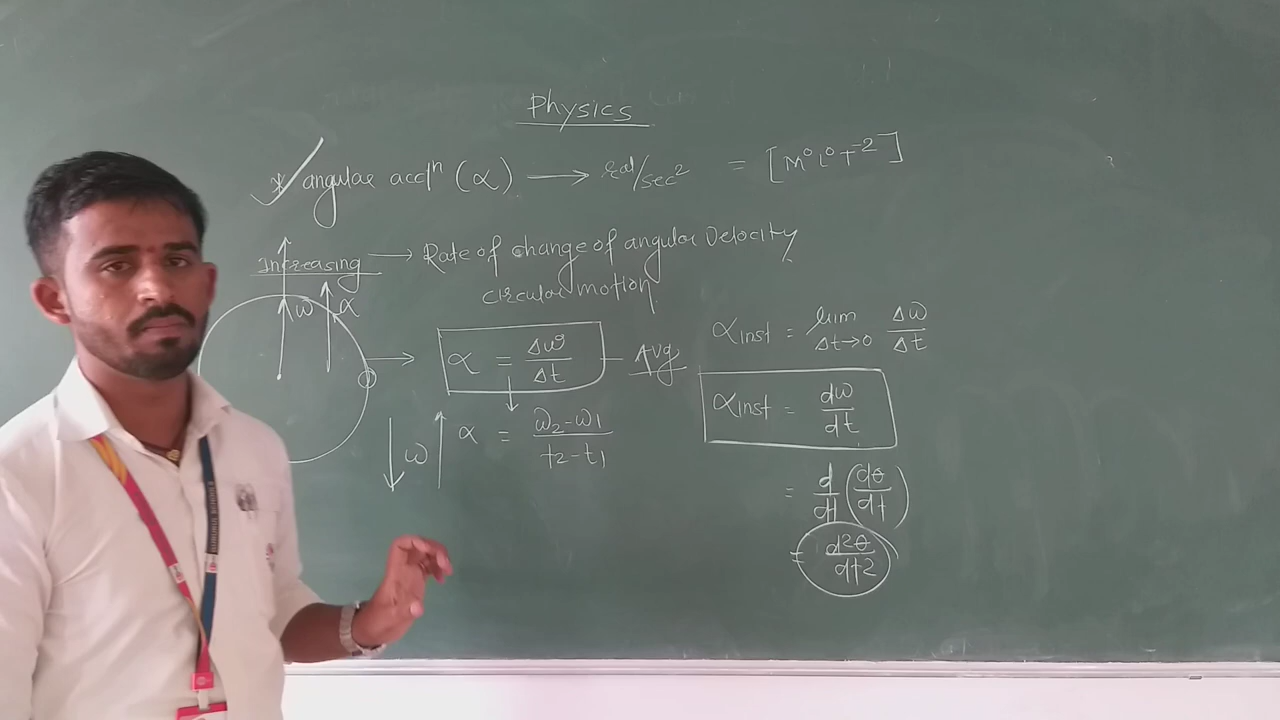 Physics
* angular accln (α) → rad/sec² = [M⁰L⁰T⁻²]
Increasing → Rate of change of angular velocity
circular motion.
ω α
α = Δω/Δt — Avg
ω α = ω₂-ω₁/t₂-t₁
αinst = lim Δt→0 Δω/Δt
αinst = dω/dt
= d/dt (dθ/dt)
= d²θ/dt²